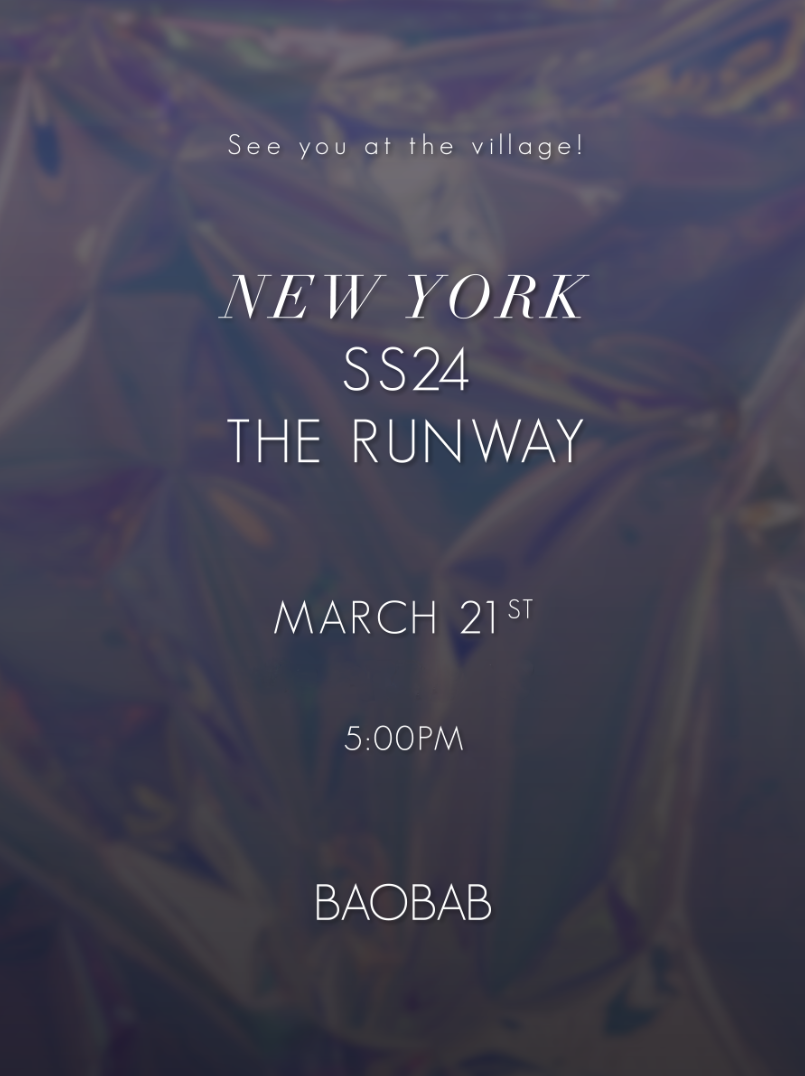 See you at the village!
NEW YORK
SS24
THE RUNWAY
MARCH 21ST
5:00PM
BAOBAB